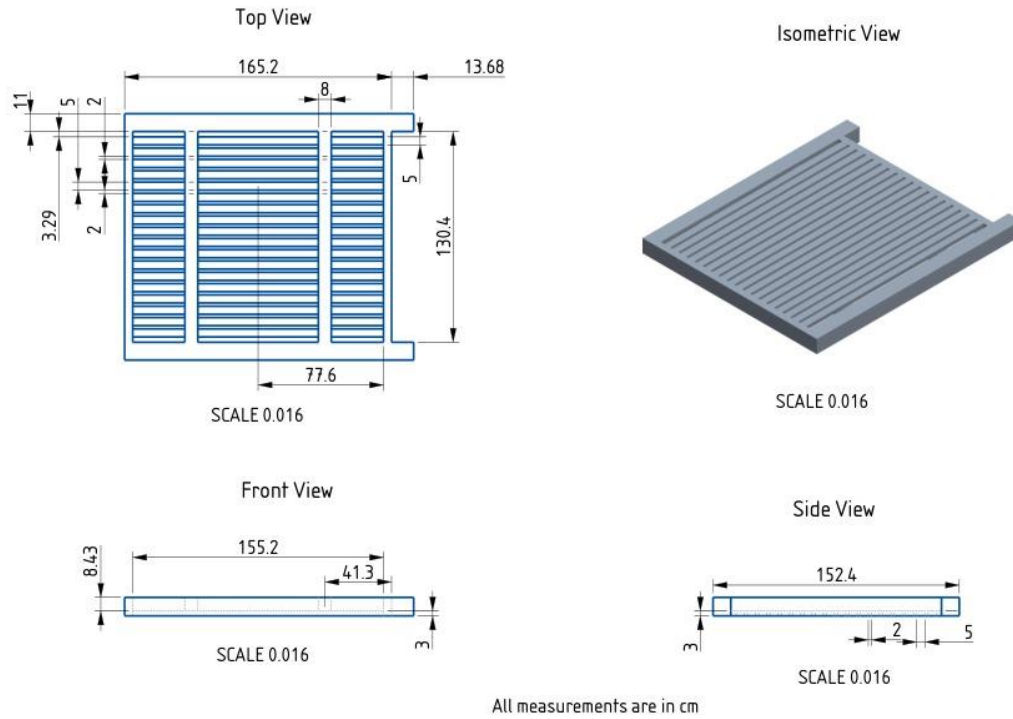 Top View
Isometric View
165.2
13.68
8
11
5
2
3.29
2
5
130.4
77.6
SCALE 0.016
SCALE 0.016
Front View
Side View
155.2
8.43
41.3
3
SCALE 0.016
152.4
3
2
5
SCALE 0.016
All measurements are in cm